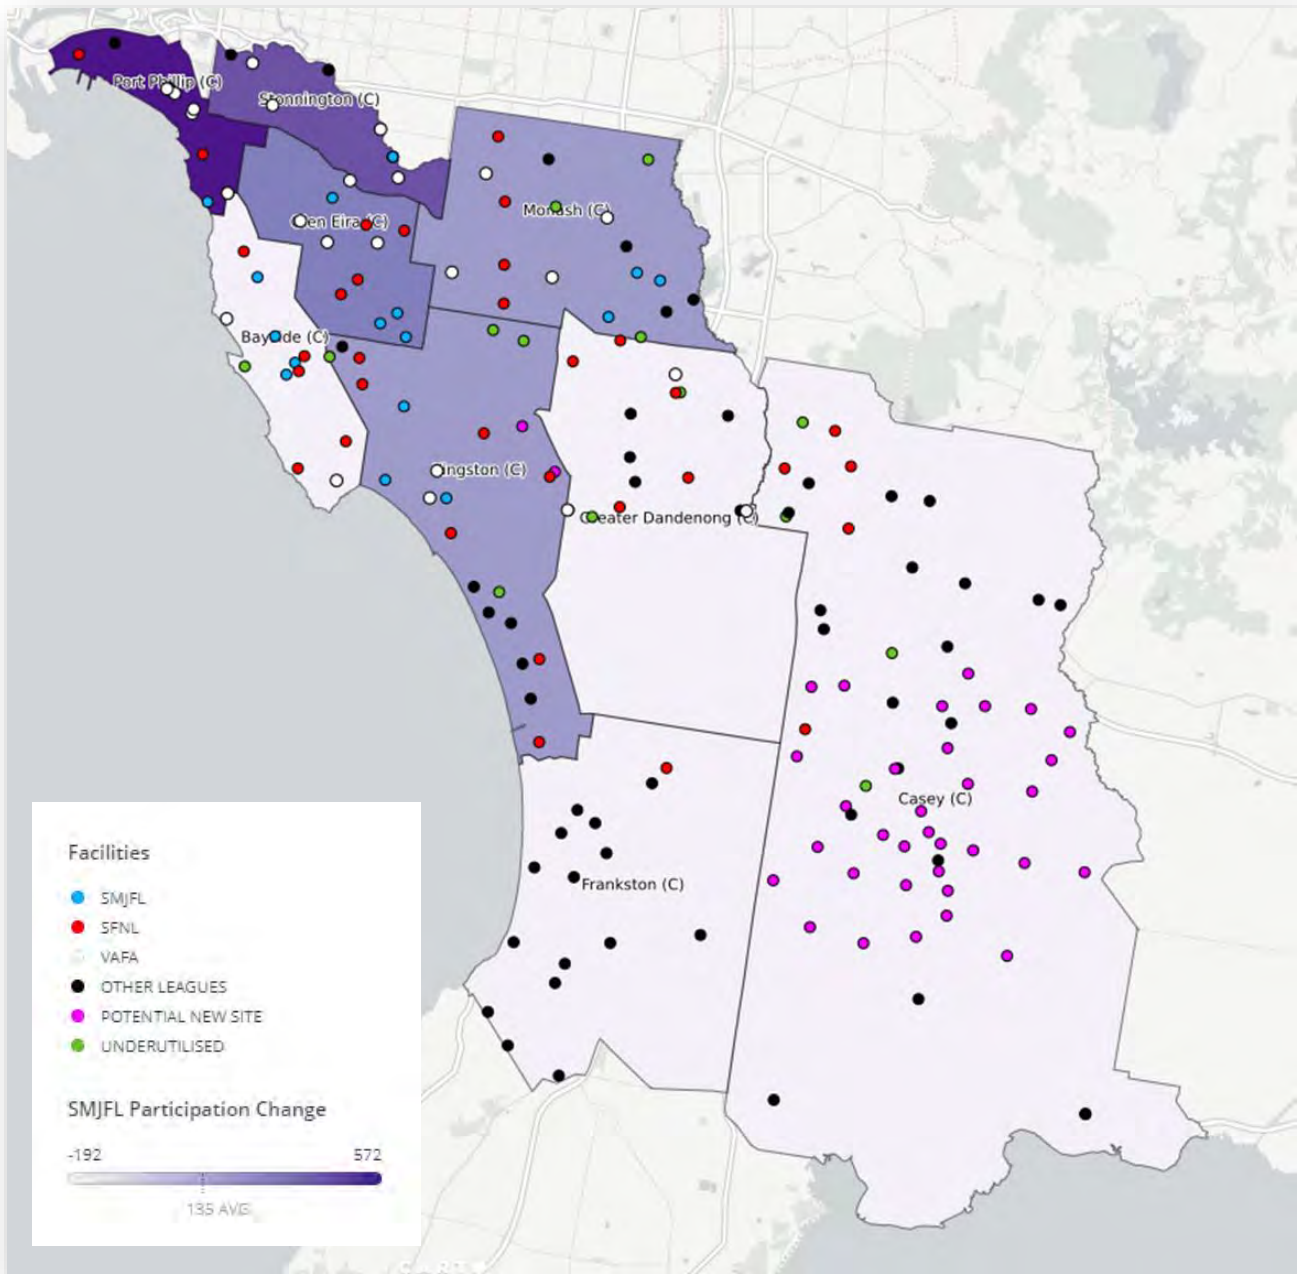 Port Phillip (C)
Stonnington (C)
Glen Eira (C)
Monash (C)
Bayside (C)
Kingston (C)
Greater Dandenong (C)
Casey (C)
Frankston (C)
Facilities
SMJFL
SFNL
VAFA
OTHER LEAGUES
POTENTIAL NEW SITE
UNDERUTILISED
SMJFL Participation Change
-192 572
135 AVG
CARTO